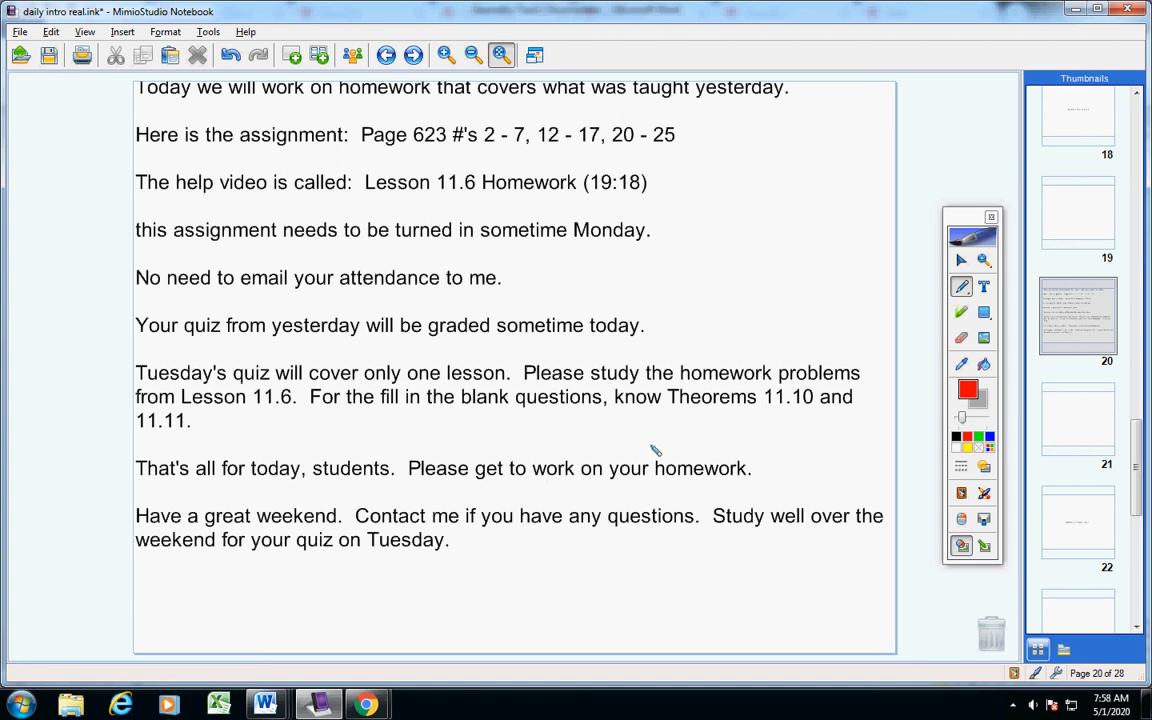 daily intro real.ink* - MimioStudio Notebook
File Edit View Insert Format Tools Help
Thumbnails
Today we will work on homework that covers what was taught yesterday.
Here is the assignment: Page 623 #'s 2 - 7, 12 - 17, 20 - 25
The help video is called: Lesson 11.6 Homework (19:18)
this assignment needs to be turned in sometime Monday.
No need to email your attendance to me.
Your quiz from yesterday will be graded sometime today.
Tuesday's quiz will cover only one lesson. Please study the homework problems
from Lesson 11.6. For the fill in the blank questions, know Theorems 11.10 and
11.11.
That's all for today, students. Please get to work on your homework.
Have a great weekend. Contact me if you have any questions. Study well over the
weekend for your quiz on Tuesday.
18
19
20
21
22
Page 20 of 28
7:58 AM
5/1/2020